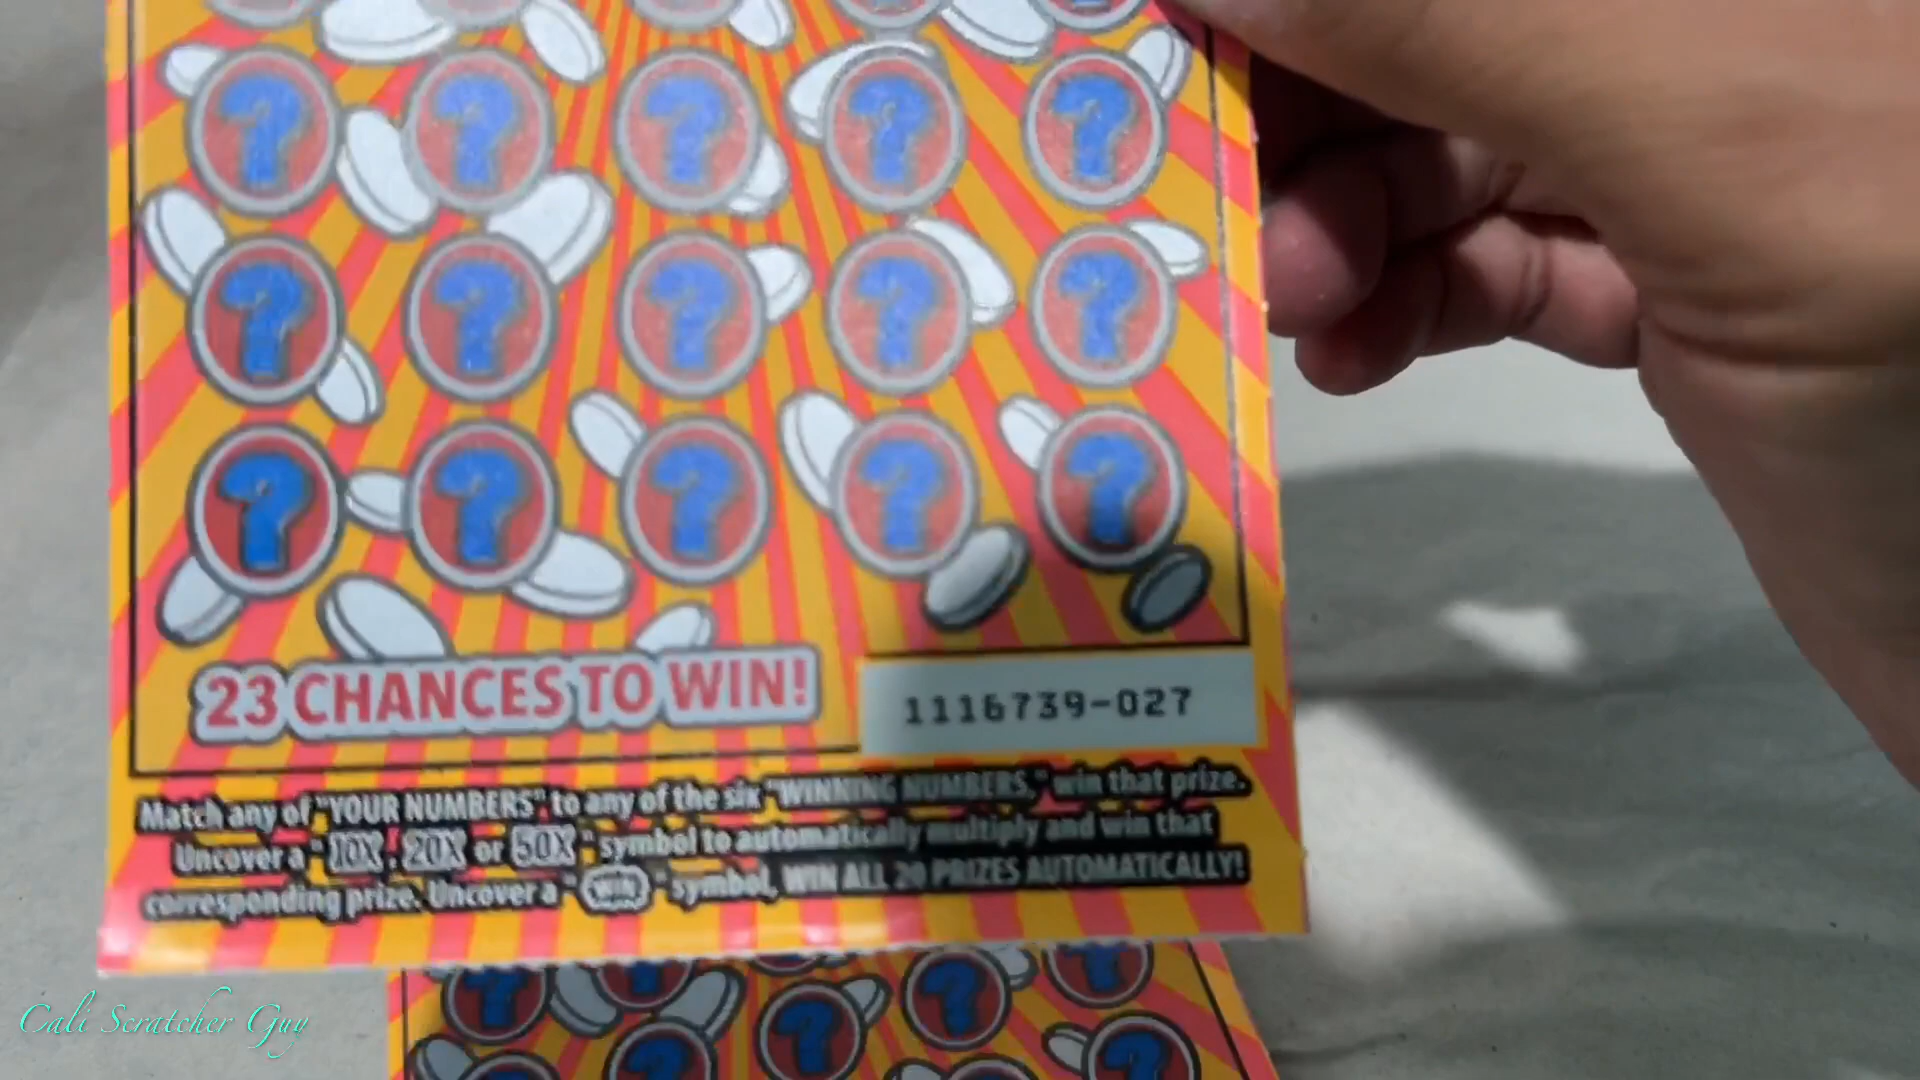 23 CHANCES TO WIN!
1116739-027
Match any of "YOUR NUMBERS" to any of the six "WINNING NUMBERS," win that prize.
Uncover a "10X, 20X or 50X" symbol to automatically multiply and win that
corresponding prize. Uncover a "WIN" symbol, WIN ALL 20 PRIZES AUTOMATICALLY!
Cali Scratcher Guy